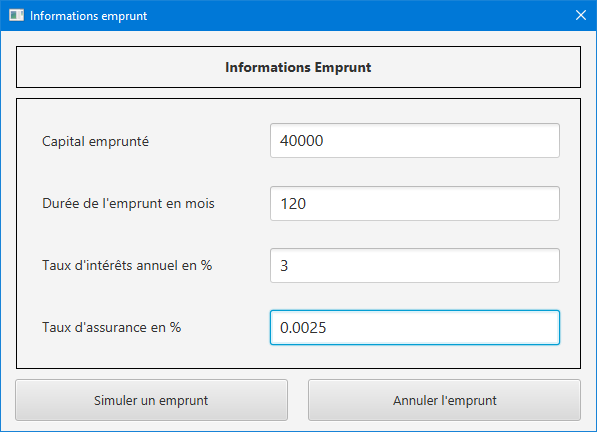 Informations emprunt
Informations Emprunt
Capital emprunté 40000
Durée de l'emprunt en mois 120
Taux d'intérêts annuel en % 3
Taux d'assurance en % 0.0025
Simuler un emprunt Annuler l'emprunt